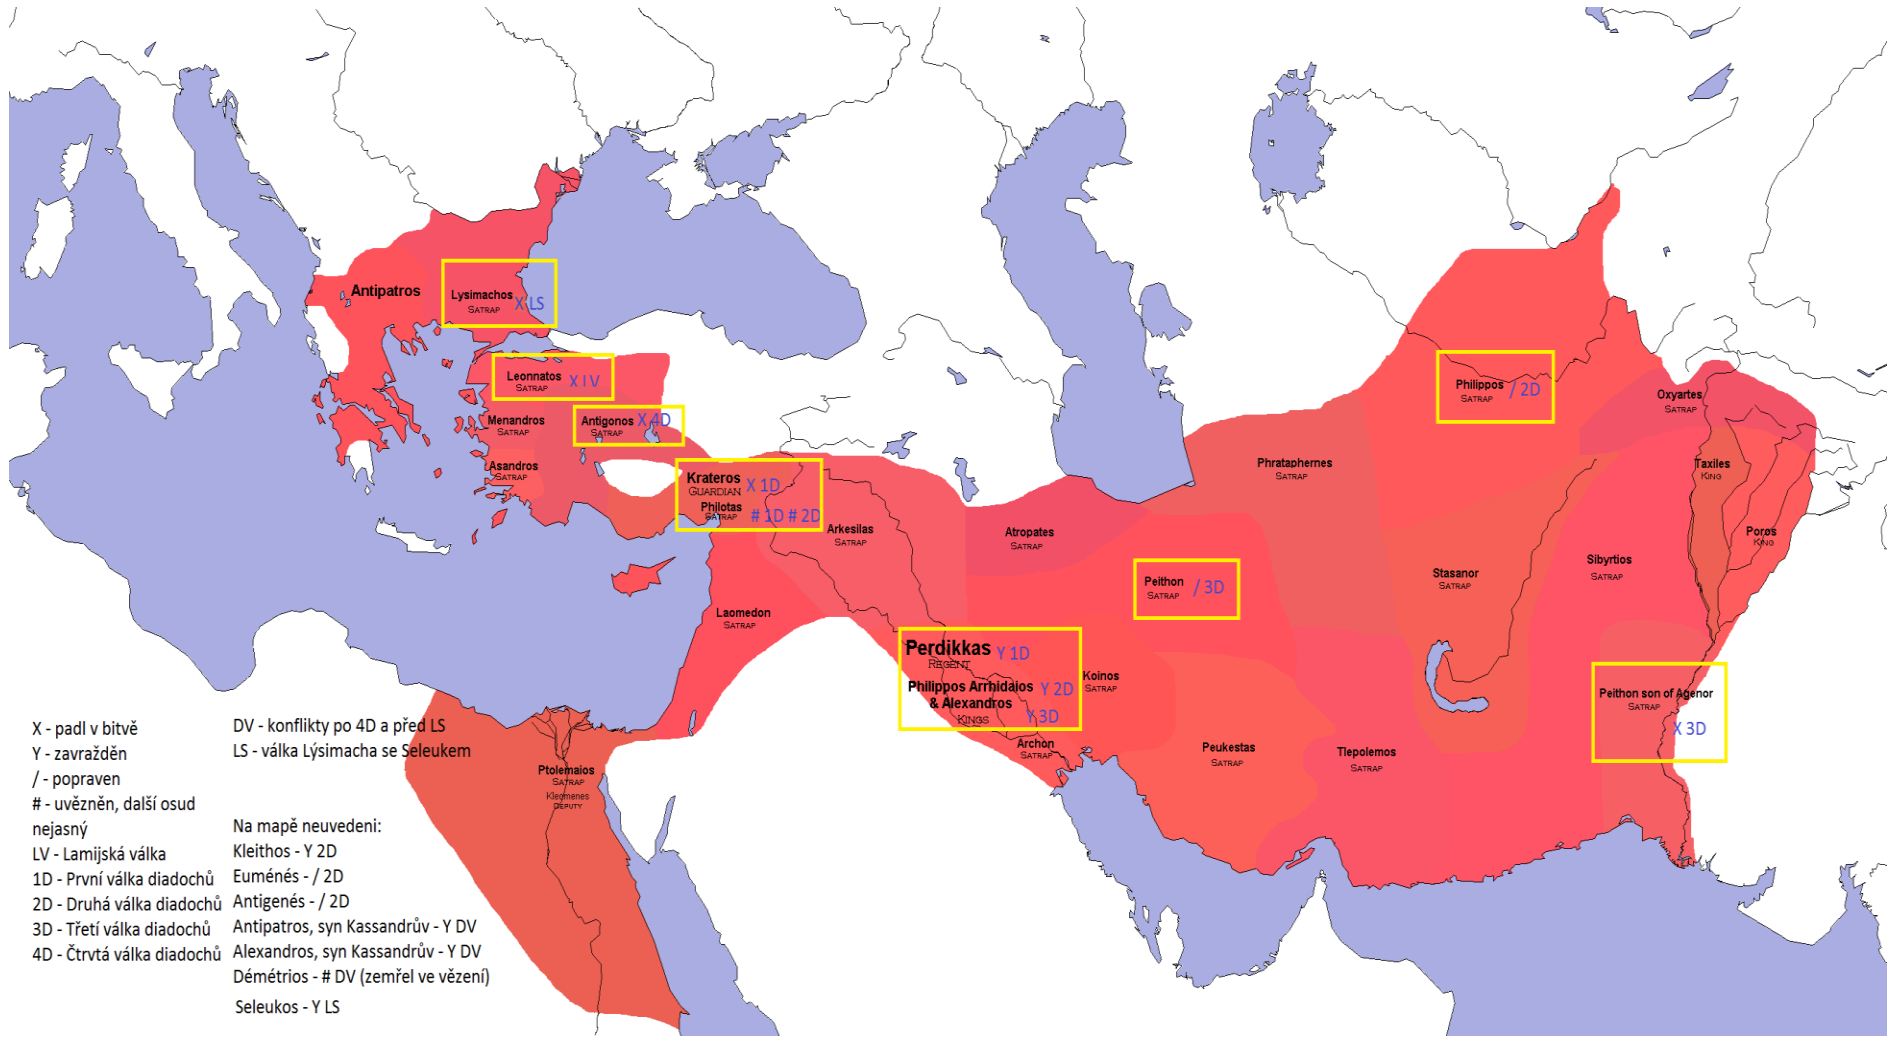 Antipatros
Lysimachos
SATRAP X LS
Leonnatos
SATRAP X l V
Menandros
SATRAP
Antigonos X 4D
SATRAP
Asandros
SATRAP
Krateros X 1D
GUARDIAN
Philotas
SATRAP # 1D # 2D
Arkesilas
SATRAP
Atropates
SATRAP
Laomedon
SATRAP
Perdikkas Y 1D
REGENT
Philippos Arrhidaios Y 2D
& Alexandros
KINGS Y 3D
Koinos
SATRAP
Archon
SATRAP
Peithon
SATRAP / 3D
Phrataphernes
SATRAP
Philippos
SATRAP / 2D
Oxyartes
SATRAP
Taxiles
KING
Poros
KING
Stasanor
SATRAP
Sibyrtios
SATRAP
Peithon son of Agenor
SATRAP
X 3D
Peukestas
SATRAP
Tlepolemos
SATRAP
Ptolemaios
SATRAP
Kleomenes
DEPUTY
X - padl v bitvě
Y - zavražděn
/ - popraven
# - uvězněn, další osud
nejasný
LV - Lamijská válka
1D - První válka diadochů
2D - Druhá válka diadochů
3D - Třetí válka diadochů
4D - Čtrvtá válka diadochů
DV - konflikty po 4D a před LS
LS - válka Lýsimacha se Seleukem
Na mapě neuvedeni:
Kleithos - Y 2D
Euménés - / 2D
Antigenés - / 2D
Antipatros, syn Kassandrův - Y DV
Alexandros, syn Kassandrův - Y DV
Démétrios - # DV (zemřel ve vězení)
Seleukos - Y LS